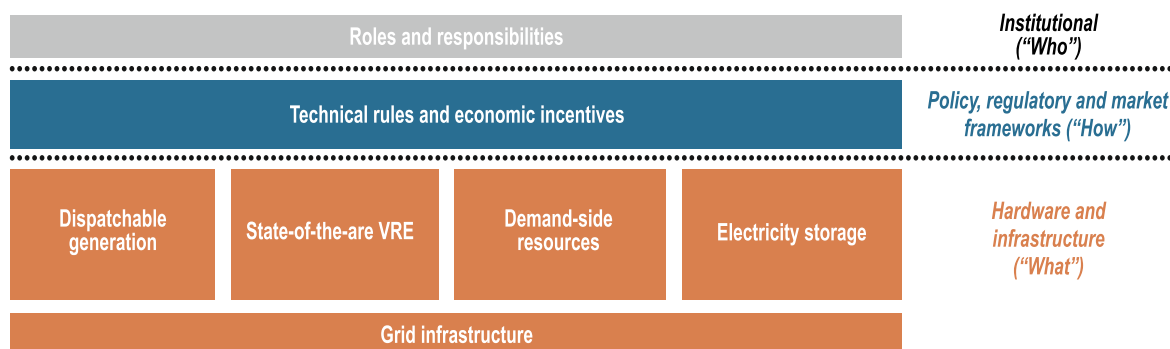 Roles and responsibilities
Institutional
(“Who”)
Technical rules and economic incentives
Policy, regulatory and market
frameworks (“How”)
Dispatchable
generation
State-of-the-are VRE
Demand-side
resources
Electricity storage
Hardware and
infrastructure
(“What”)
Grid infrastructure